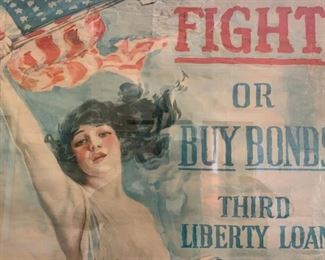 FIGHT
OR
BUY BONDS
THIRD
LIBERTY LOAN